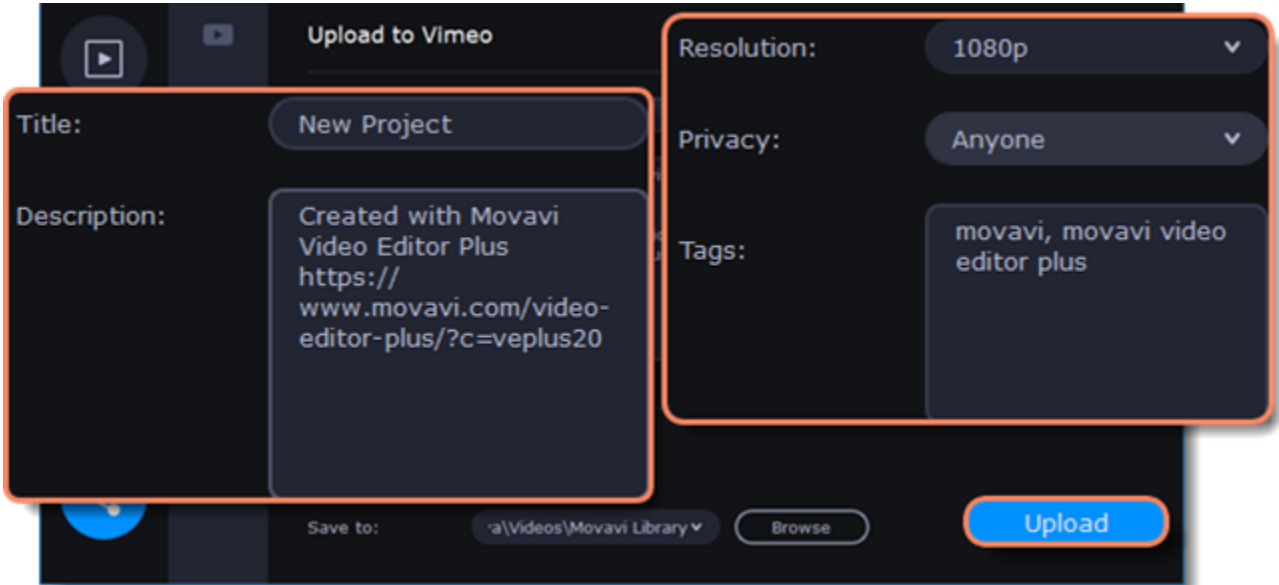 Upload to Vimeo
Title:
New Project
Description:
Created with Movavi
Video Editor Plus
https://
www.movavi.com/video-
editor-plus/?c=veplus20
Resolution:
1080p
Privacy:
Anyone
Tags:
movavi, movavi video
editor plus
Save to:
a\Videos\Movavi Library
Browse
Upload